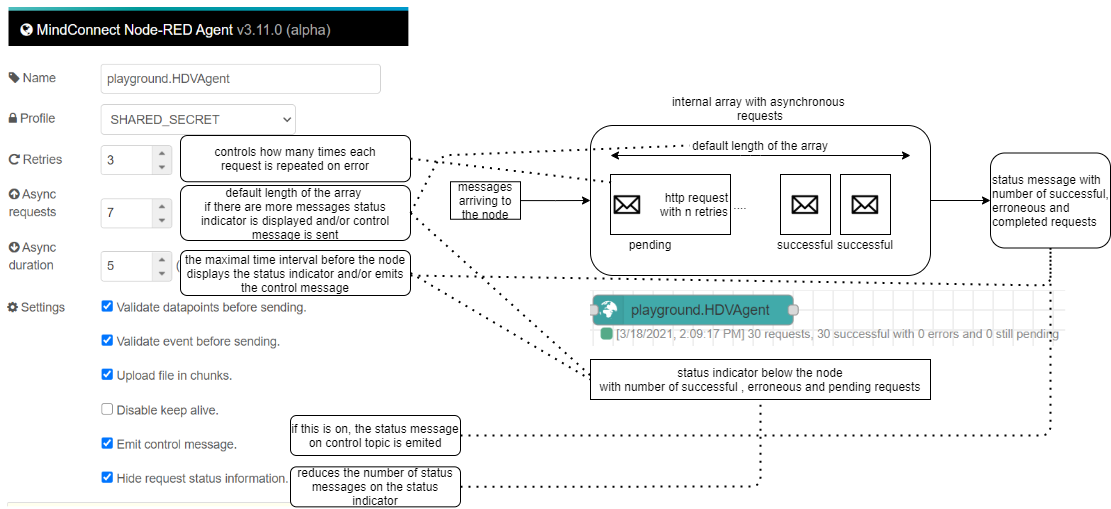 MindConnect Node-RED Agent v3.11.0 (alpha)
Name
playground.HDVAgent
Profile
SHARED_SECRET
Retries
3
controls how many times each
request is repeated on error
Async
requests
7
default length of the array
if there are more messages status
indicator is displayed and/or control
message is sent
Async
duration
5
(
the maximal time interval before the node
displays the status indicator and/or emits
the control message
Settings
Validate datapoints before sending.
Validate event before sending.
Upload file in chunks.
Disable keep alive.
Emit control message.
if this is on, the status message
on control topic is emited
Hide request status information.
reduces the number of status
messages on the status
indicator
internal array with asynchronous
requests
default length of the array
messages
arriving to
the node
http request
with n retries
....
pending
successful
successful
status message with
number of successful,
erroneous and
completed requests
playground.HDVAgent
[3/18/2021, 2:09:17 PM] 30 requests, 30 successful with 0 errors and 0 still pending
status indicator below the node
with number of successful , erroneous and pending requests